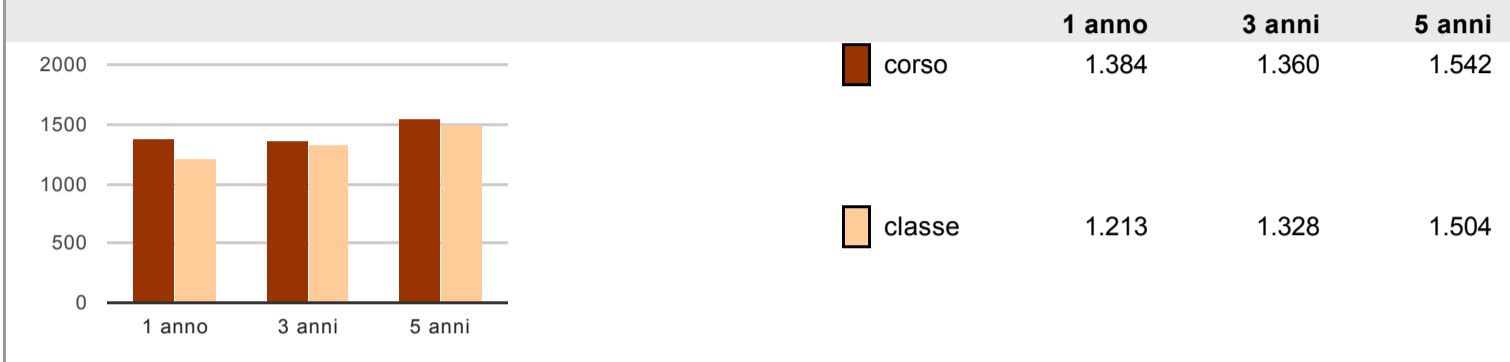 1 anno 3 anni 5 anni
2000
1500
1000
500
0
1 anno 3 anni 5 anni
corso 1.384 1.360 1.542
classe 1.213 1.328 1.504